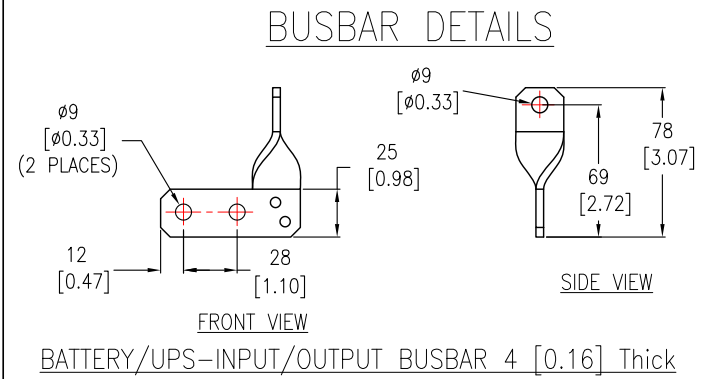 BUSBAR DETAILS
ø9
[ø0.33]
(2 PLACES)
25
[0.98]
12
[0.47]
28
[1.10]
FRONT VIEW
ø9
[ø0.33]
78
[3.07]
69
[2.72]
SIDE VIEW
BATTERY/UPS-INPUT/OUTPUT BUSBAR 4 [0.16] Thick